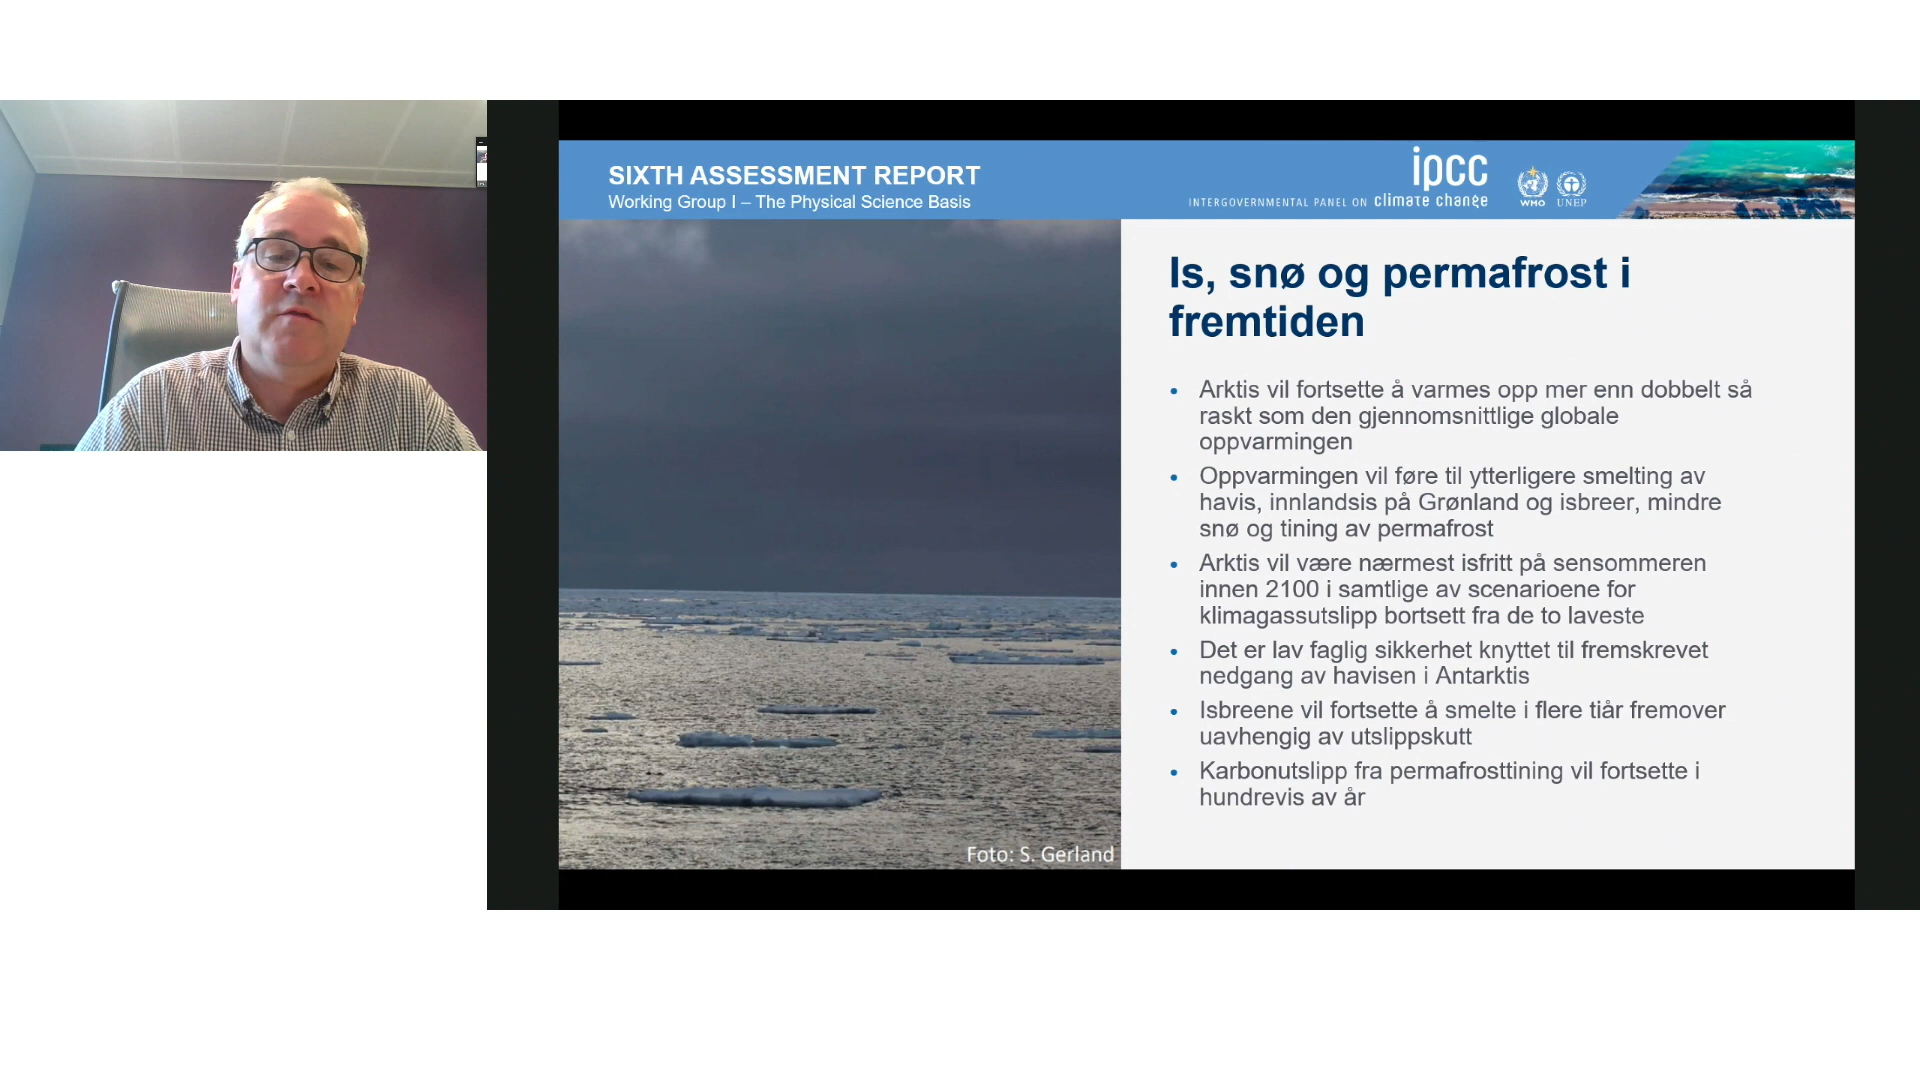 SIXTH ASSESSMENT REPORT
Working Group I – The Physical Science Basis
ipcc
INTERGOVERNMENTAL PANEL ON climate change
WMO
UNEP
Is, snø og permafrost i
fremtiden
• Arktis vil fortsette å varmes opp mer enn dobbelt så
raskt som den gjennomsnittlige globale
oppvarmingen
• Oppvarmingen vil føre til ytterligere smelting av
havis, innlandsis på Grønland og isbreer, mindre
snø og tining av permafrost
• Arktis vil være nærmest isfritt på sensommeren
innen 2100 i samtlige av scenarioene for
klimagassutslipp bortsett fra de to laveste
• Det er lav faglig sikkerhet knyttet til fremskrevet
nedgang av havisen i Antarktis
• Isbreene vil fortsette å smelte i flere tiår fremover
uavhengig av utslippskutt
• Karbonutslipp fra permafrosttining vil fortsette i
hundrevis av år
Foto: S. Gerland